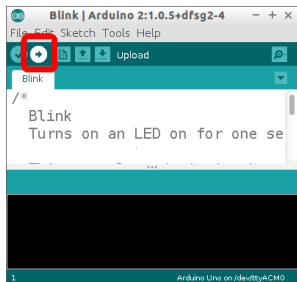 Blink | Arduino 2:1.0.5+dfsg2-4
File Edit Sketch Tools Help
Upload
Blink
/*
Blink
Turns on an LED on for one se
1
Arduino Uno on /dev/ttyACM0